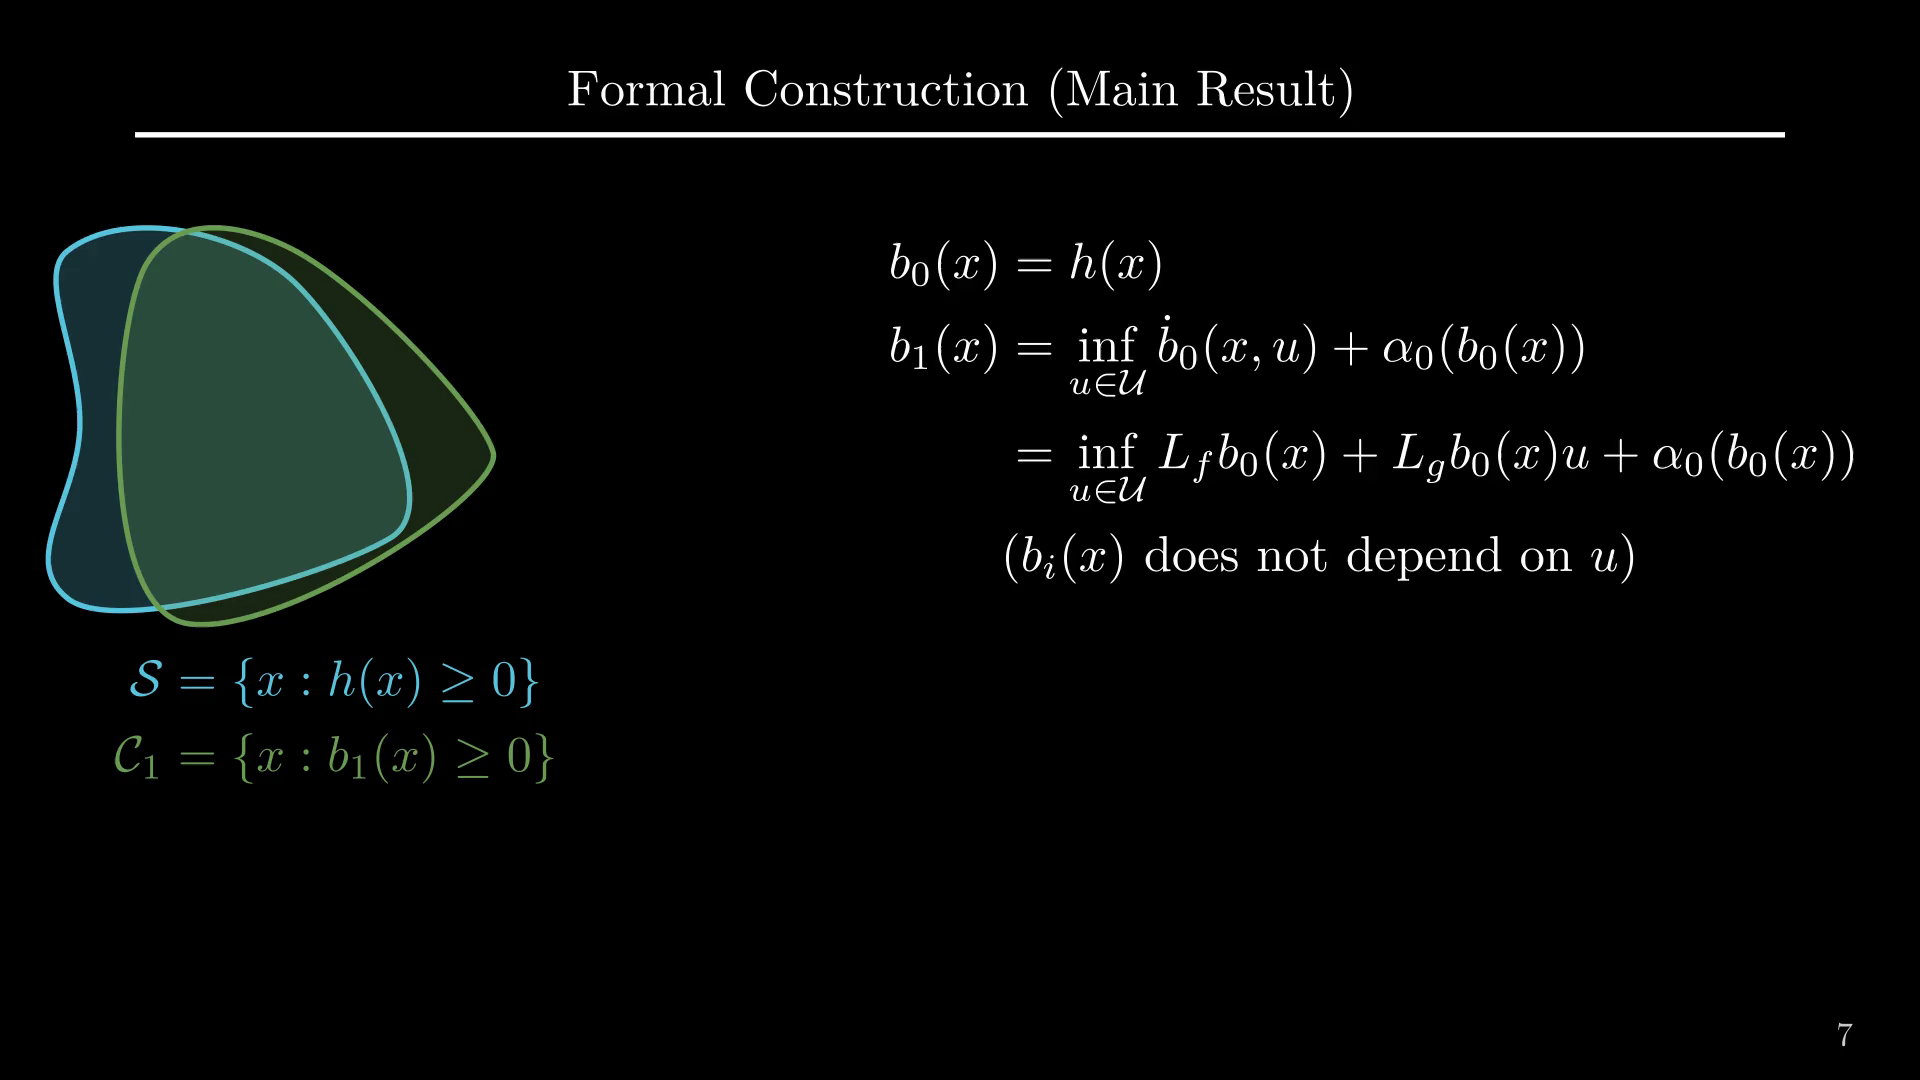 Formal Construction (Main Result)
b₀(x) = h(x)
b₁(x) = inf_{u∈𝒰} ḃ₀(x, u) + α₀(b₀(x))
= inf_{u∈𝒰} L_f b₀(x) + L_g b₀(x)u + α₀(b₀(x))
(bᵢ(x) does not depend on u)
𝒮 = {x : h(x) ≥ 0}
𝒞₁ = {x : b₁(x) ≥ 0}
7